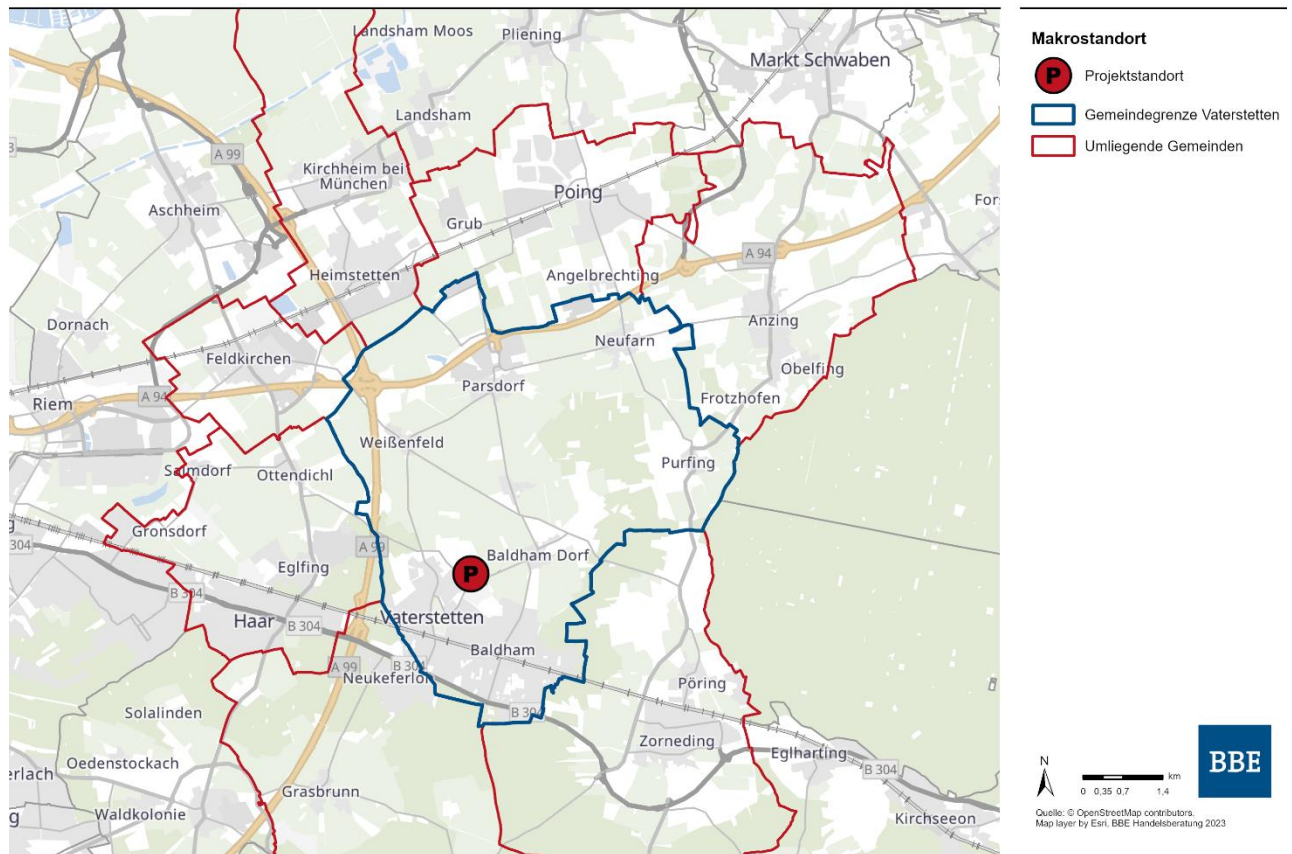 Landsham Moos
Pliening
Markt Schwaben
Landsham
A 99
Kirchheim bei
München
Poing
Aschheim
Grub
Fors
A 94
Heimstetten
Angelbrechting
Dornach
Anzing
Neufarn
Feldkirchen
Obelfing
Parsdorf
A 94
Riem
Frotzhofen
Weißenfeld
Purfing
Salmdorf
Ottendichl
Gronsdorf
304
A 99
Baldham Dorf
Eglfing
P
B 304
Haar
B 304
Vaterstetten
Baldham
A 99
B 304
Neukeferloh
Pöring
B 304
Solalinden
Zorneding
Eglharting
Oedenstockach
B 304
erlach
Grasbrunn
Waldkolonie
Kirchseeon
Makrostandort
P Projektstandort
Gemeindegrenze Vaterstetten
Umliegende Gemeinden
N
km
0 0,35 0,7 1,4
BBE
Quelle: © OpenStreetMap contributors.
Map layer by Esri, BBE Handelsberatung 2023